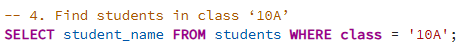 -- 4. Find students in class ‘10A’
SELECT student_name FROM students WHERE class = '10A';